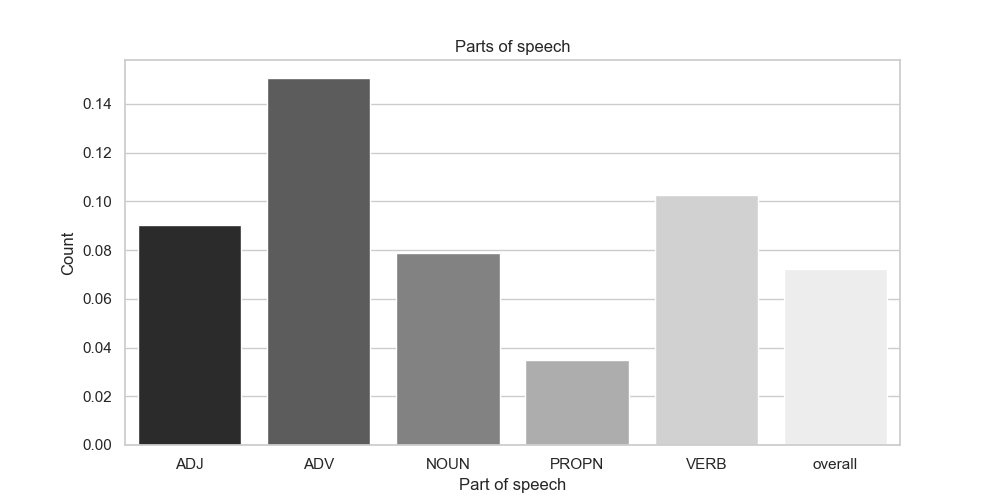 Parts of speech
0.14
0.12
0.10
0.08
0.06
0.04
0.02
0.00
Count
ADJ ADV NOUN PROPN VERB overall
Part of speech